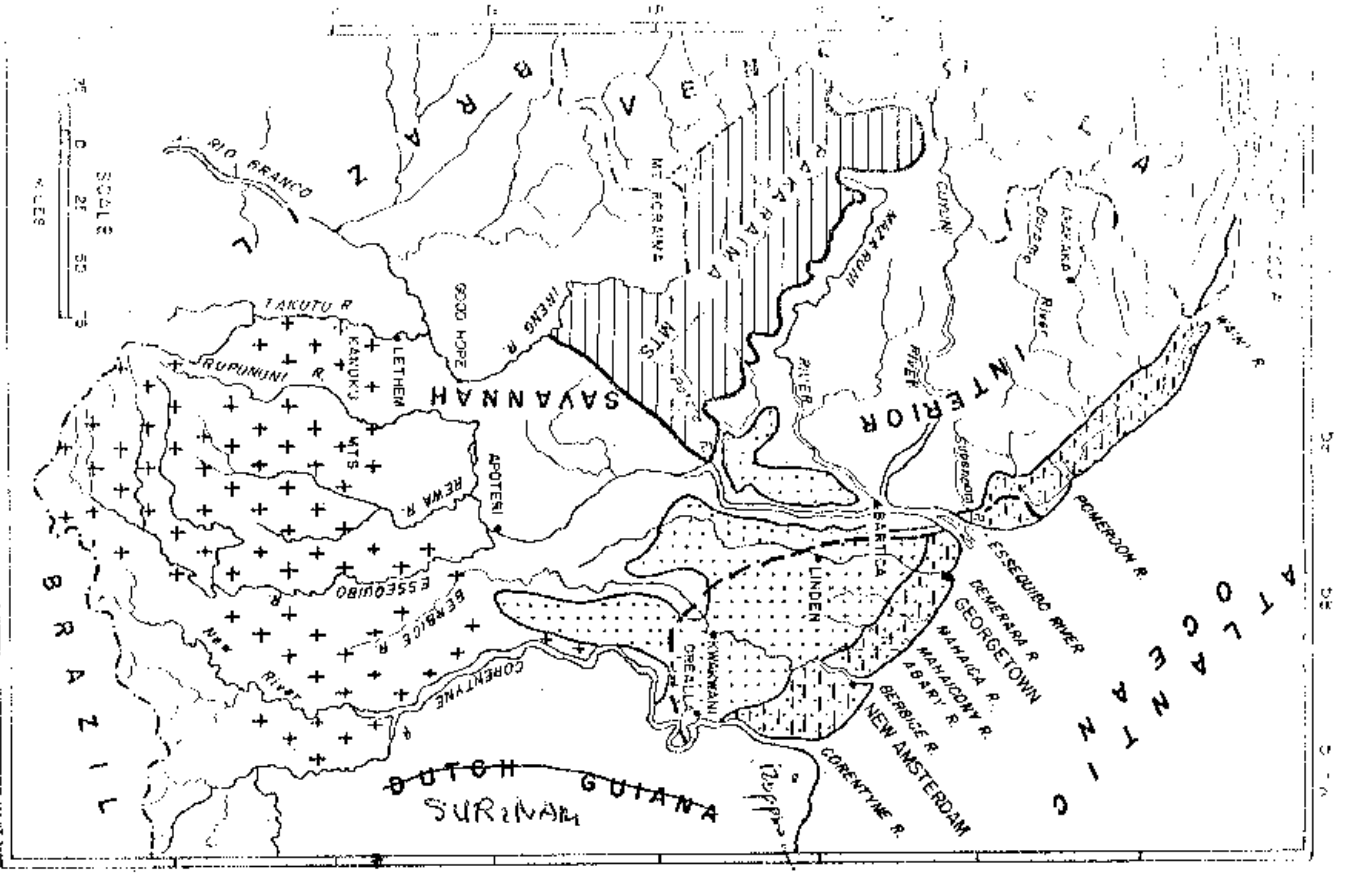 ATLANTIC
OCEAN
BRAZIL
BRAZIL
PAKARAIMA
MTS
MT. RORAIMA
INTERIOR
SAVANNAH
RIO BRANCO
TAKUTU R.
IRENG
R.
GOOD HOPE
LETHEM
KANUKU
MTS
RUPUNUNI R.
REWA R.
APOTERI
ESSEQUIBO
R
BERBICE
R
CORENTYNE
R
River
MAZARUNI
RIVER
CUYUNI
RIVER
River
WAINI R.
POMEROON R.
ESSEQUIBO RIVER
DEMERARA R
GEORGETOWN
MAHAICA R.
MAHAICONY R.
ABARY R.
BERBICE R.
NEW AMSTERDAM
CORENTYNE R.
BARTICA
LINDEN
KWAKWANI
OREALLA
DUTCH GUIANA
SURINAM
SCALE
25 50
MILES